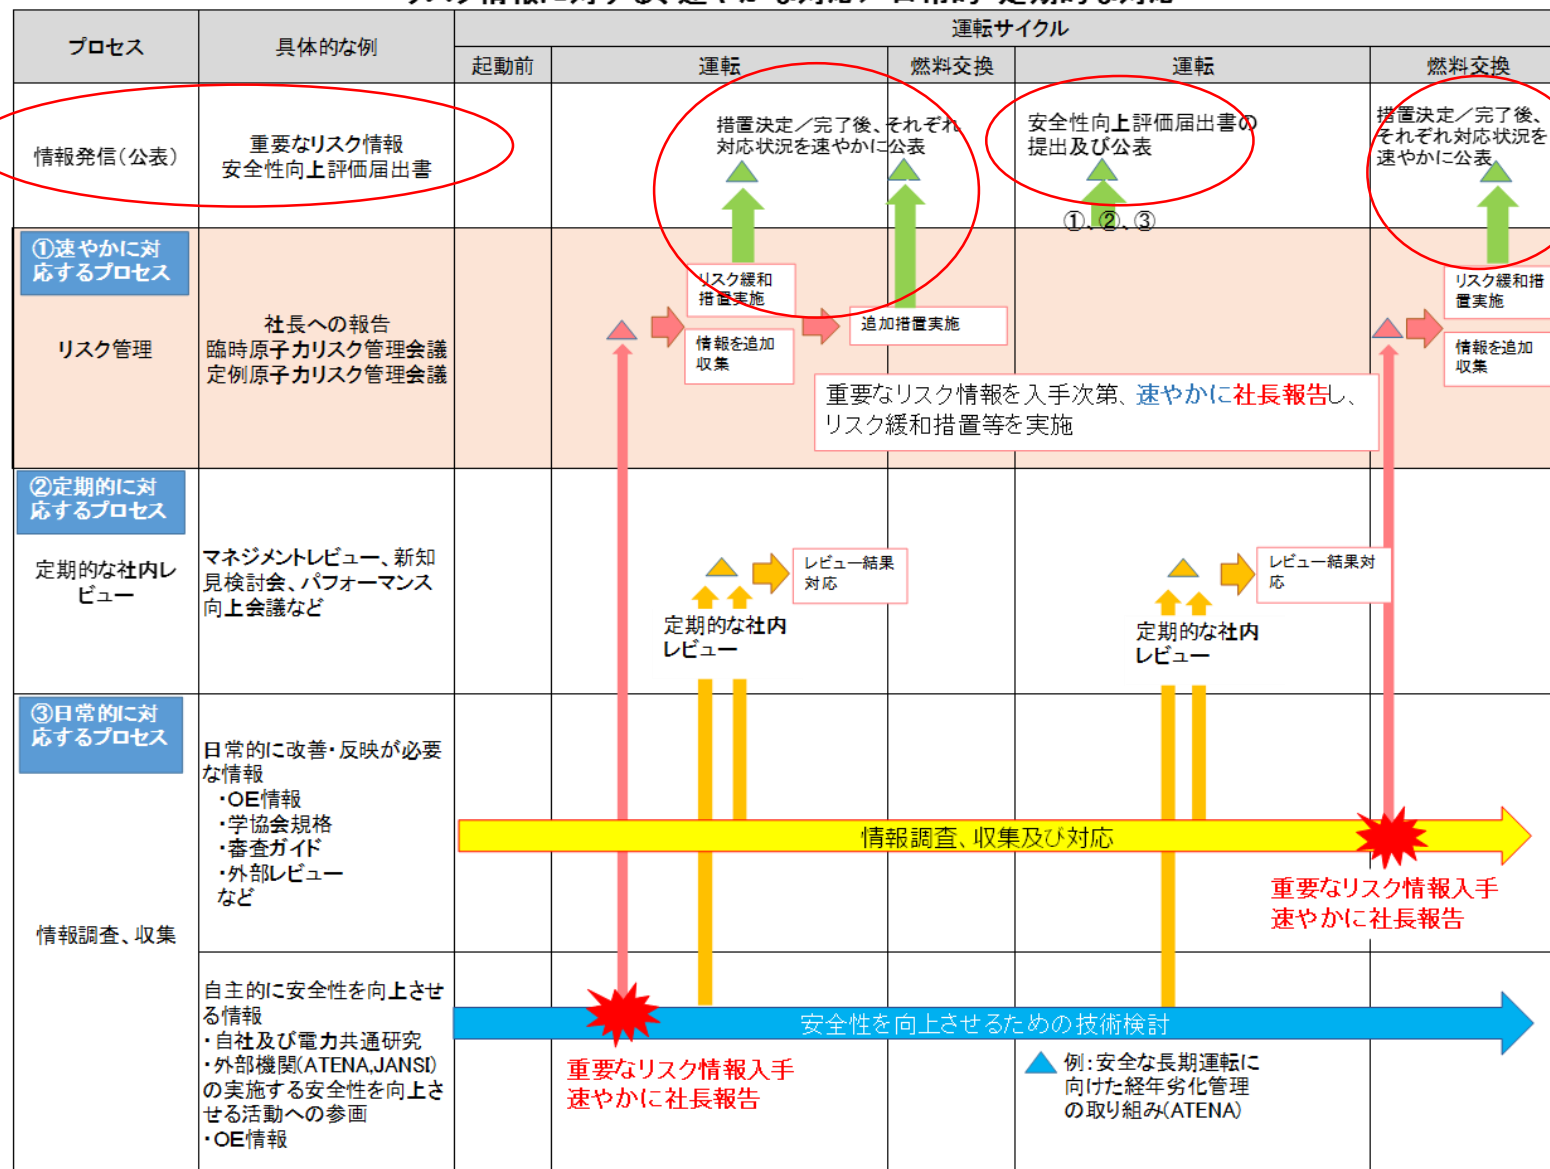 リスク情報に対する、速やかな対応／日常的・定期的な対応
プロセス
具体的な例
運転サイクル
起動前
運転
燃料交換
運転
燃料交換
情報発信(公表)
重要なリスク情報
安全性向上評価届出書
措置決定／完了後、それぞれ
対応状況を速やかに公表
安全性向上評価届出書の
提出及び公表
措置決定／完了後、
それぞれ対応状況を
速やかに公表
①、②、③
①速やかに対
応するプロセス
リスク管理
社長への報告
臨時原子力リスク管理会議
定例原子力リスク管理会議
リスク緩和
措置実施
情報を追加
収集
追加措置実施
リスク緩和措
置実施
情報を追加
収集
重要なリスク情報を入手次第、速やかに社長報告し、
リスク緩和措置等を実施
②定期的に対
応するプロセス
定期的な社内レ
ビュー
マネジメントレビュー、新知
見検討会、パフォーマンス
向上会議など
レビュー結果
対応
定期的な社内
レビュー
レビュー結果対
応
定期的な社内
レビュー
③日常的に対
応するプロセス
情報調査、収集
日常的に改善・反映が必要
な情報
・OE情報
・学協会規格
・審査ガイド
・外部レビュー
など
情報調査、収集及び対応
重要なリスク情報入手
速やかに社長報告
自主的に安全性を向上させ
る情報
・自社及び電力共通研究
・外部機関(ATENA,JANSI)
の実施する安全性を向上さ
せる活動への参画
・OE情報
安全性を向上させるための技術検討
重要なリスク情報入手
速やかに社長報告
例:安全な長期運転に
向けた経年劣化管理
の取り組み(ATENA)